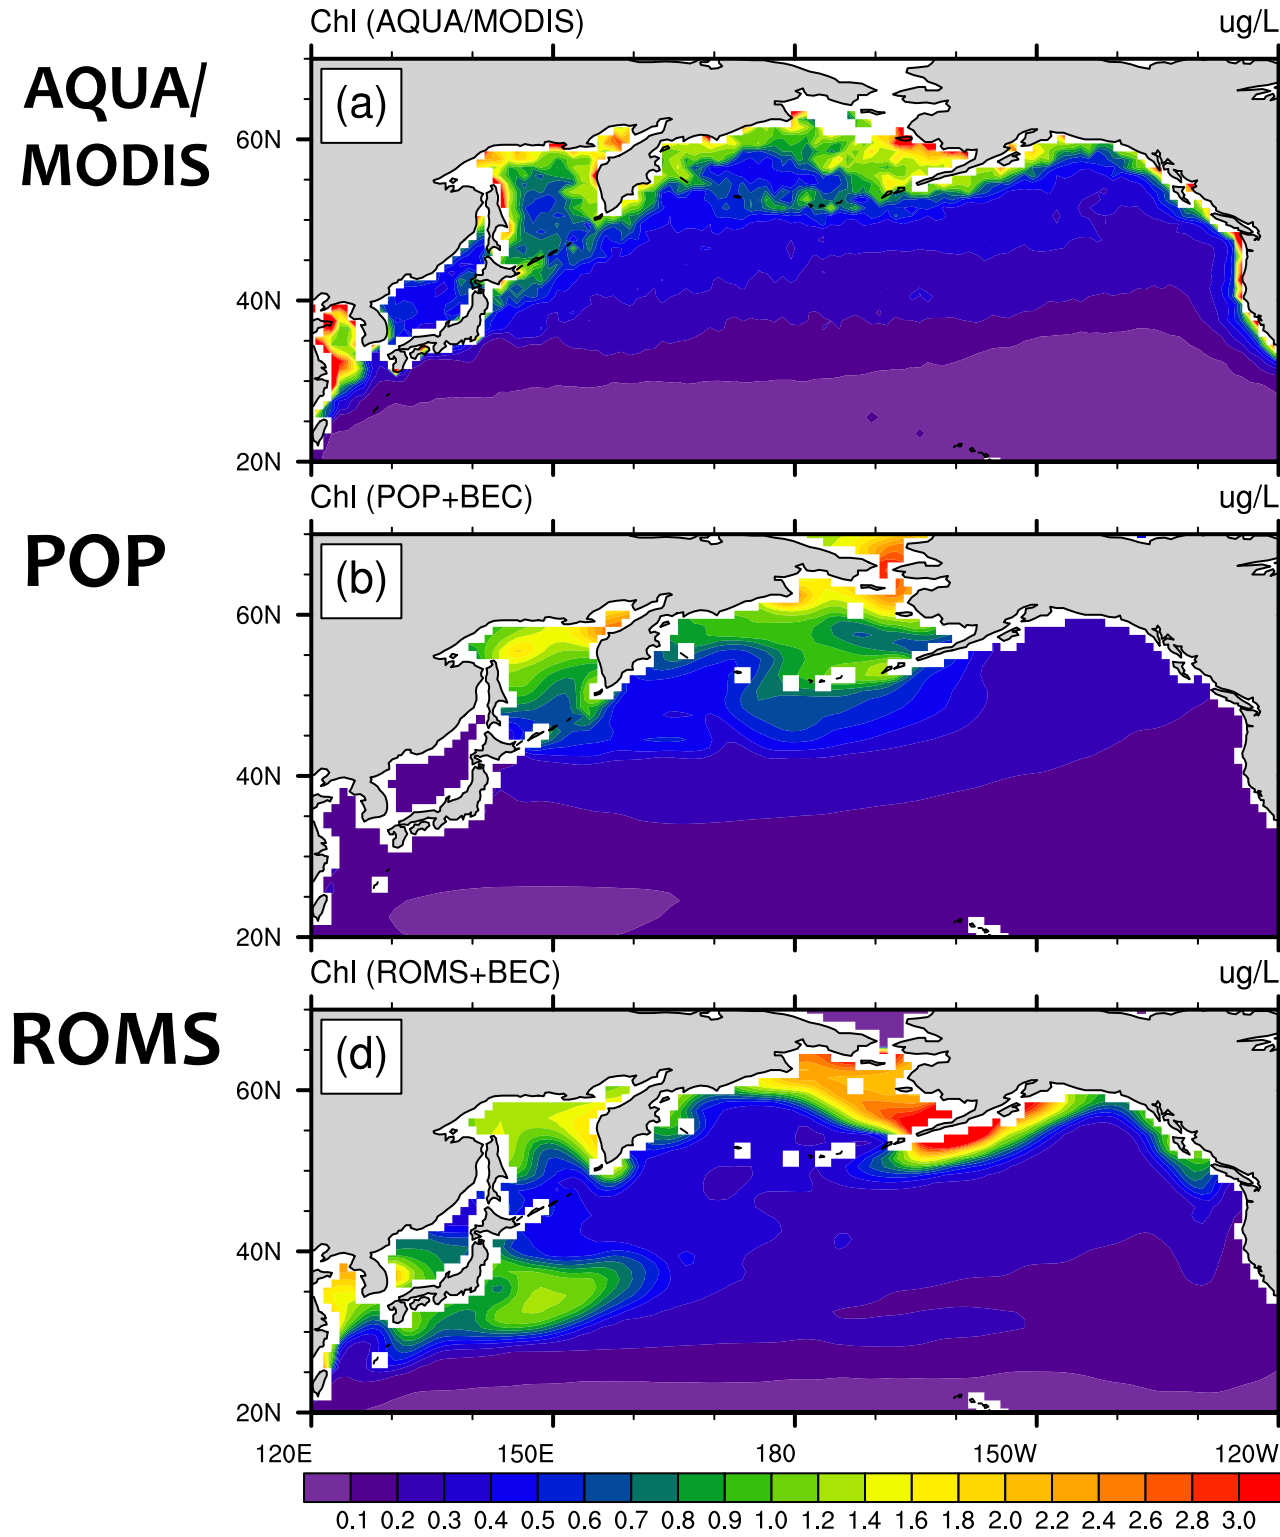 Chl (AQUA/MODIS) ug/L
AQUA/
MODIS
(a)
60N
40N
20N
Chl (POP+BEC) ug/L
POP
(b)
60N
40N
20N
Chl (ROMS+BEC) ug/L
ROMS
(d)
60N
40N
20N
120E 150E 180 150W 120W
0.1 0.2 0.3 0.4 0.5 0.6 0.7 0.8 0.9 1.0 1.2 1.4 1.6 1.8 2.0 2.2 2.4 2.6 2.8 3.0